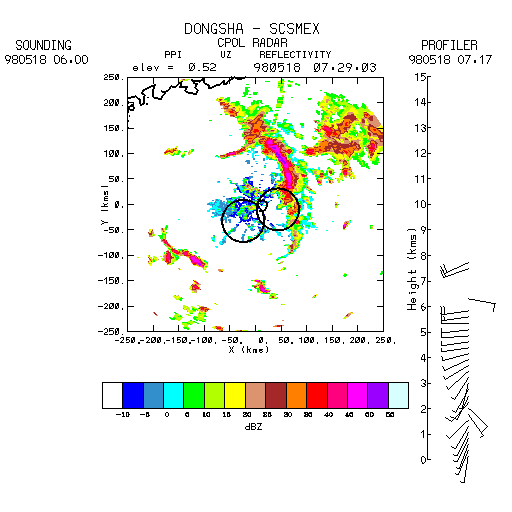 DONGSHA - SCSMEX
SOUNDING CPOL RADAR PROFILER
980518 06.00 PPI UZ REFLECTIVITY 980518 07.17
elev = 0.52 980518 07.29.03
250. 15
200. 14
150. 13
100. 12
50. 11
0. 10
-50. 9
-100. 8
-150. 7
-200. 6
-250. 5
Y (kms)
-250.-200.-150.-100. -50. 0. 50. 100. 150. 200. 250
X (kms)
Height (kms)
4
3
2
1
0
-10 -5 0 5 10 15 20 25 30 35 40 45 50 55
dBZ